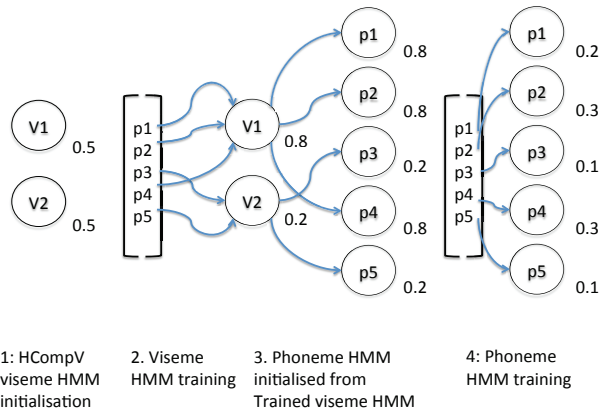 V1
0.5
V2
0.5
p1
p2
p3
p4
p5
V1
0.8
V2
0.2
p1
0.8
p2
0.8
p3
0.2
p4
0.8
p5
0.2
p1
p2
p3
p4
p5
p1
0.2
p2
0.3
p3
0.1
p4
0.3
p5
0.1
1: HCompV
viseme HMM
initialisation
2. Viseme
HMM training
3. Phoneme HMM
initialised from
Trained viseme HMM
4: Phoneme
HMM training